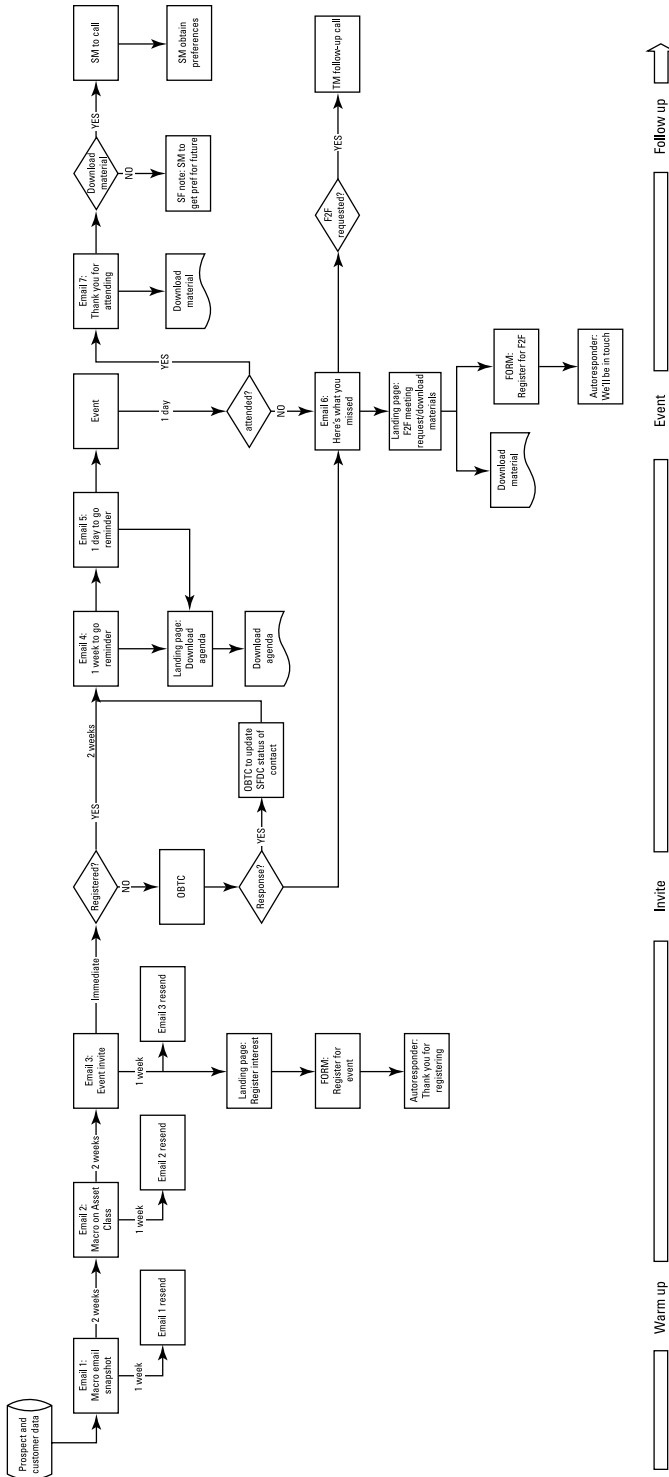 Prospect and
customer data
Email 1:
Macro email
snapshot
1 week
Email 1 resend
2 weeks
Email 2:
Macro on Asset
Class
1 week
Email 2 resend
2 weeks
Email 3:
Event invite
1 week
Email 3 resend
Landing page:
Register interest
FORM:
Register for
event
Autoresponder:
Thank you for
registering
Immediate
Registered?
YES
2 weeks
NO
OBTC
Response?
YES
OBTC to update
SFDC status of
contact
Email 4:
1 week to go
reminder
Landing page:
Download
agenda
Download
agenda
Email 5:
1 day to go
reminder
Event
1 day
attended?
YES
NO
Email 6:
Here's what you
missed
Landing page:
F2F meeting
request/download
materials
Download
material
FORM:
Register for F2F
Autoresponder:
We'll be in touch
F2F
requested?
YES
TM follow-up call
Email 7:
Thank you for
attending
Download
material
Download
material
NO
SF note: SM to
get pref for future
YES
SM to call
SM obtain
preferences
Warm up
Invite
Event
Follow up